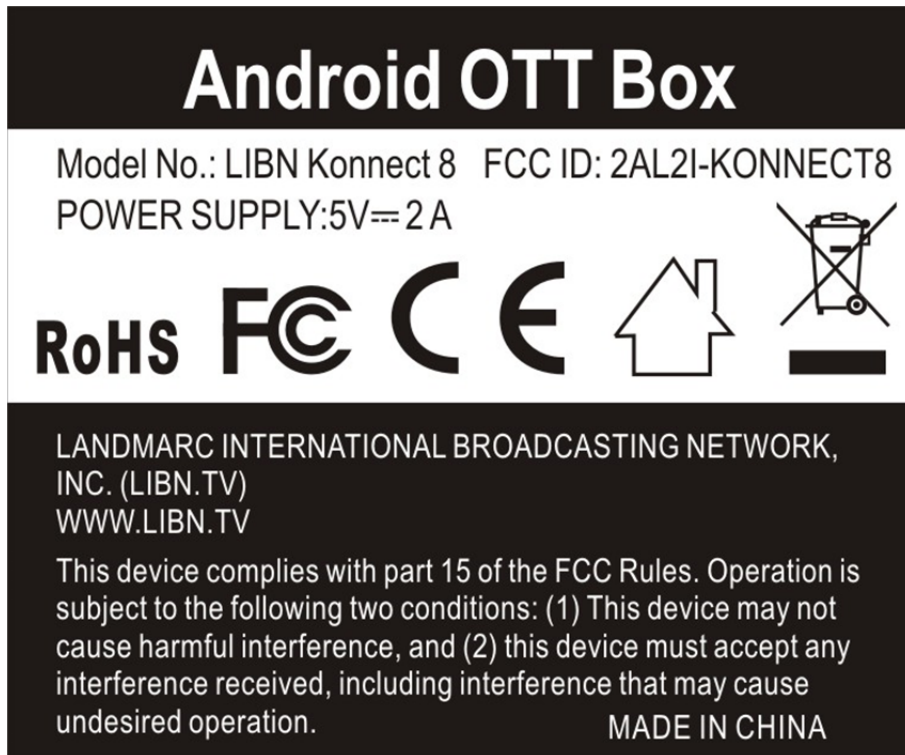 Android OTT Box
Model No.: LIBN Konnect 8 FCC ID: 2AL2I-KONNECT8
POWER SUPPLY:5V⎓2A
RoHS FC CE
LANDMARC INTERNATIONAL BROADCASTING NETWORK,
INC. (LIBN.TV)
WWW.LIBN.TV
This device complies with part 15 of the FCC Rules. Operation is
subject to the following two conditions: (1) This device may not
cause harmful interference, and (2) this device must accept any
interference received, including interference that may cause
undesired operation. MADE IN CHINA